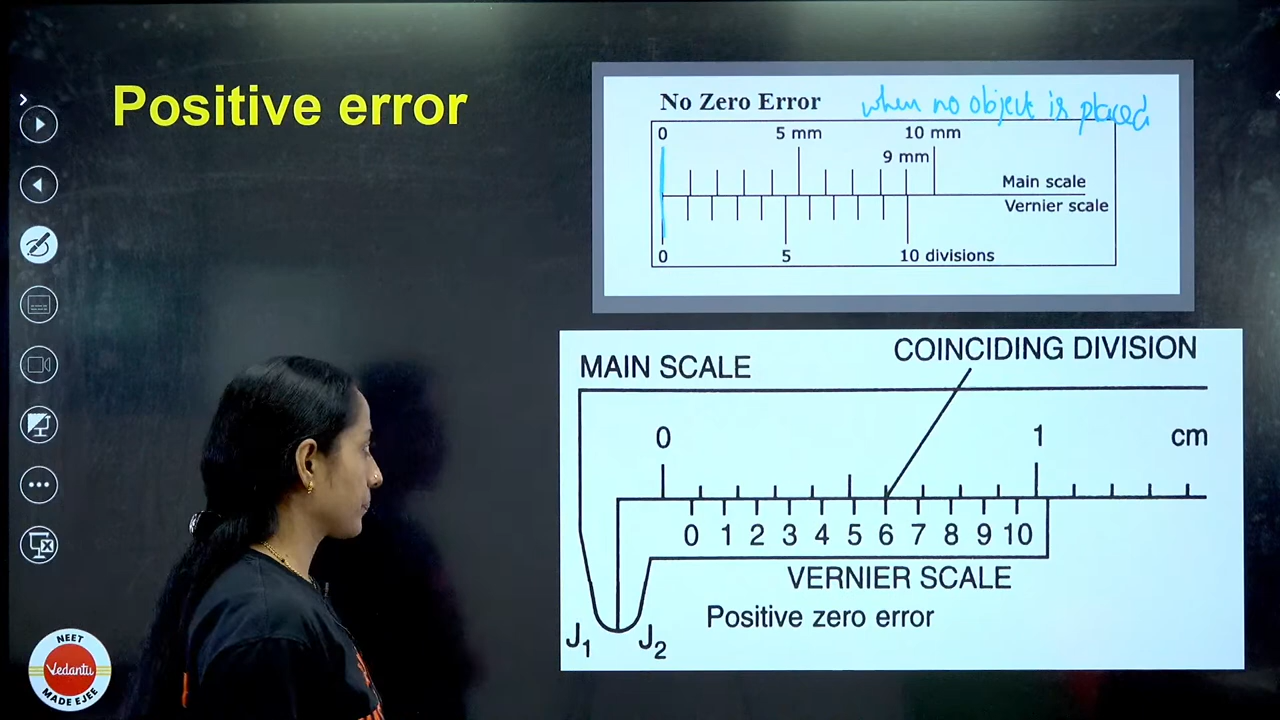 Positive error
No Zero Error
when no object is placed
0 5 mm 10 mm
9 mm
Main scale
Vernier scale
0 5 10 divisions
MAIN SCALE
COINCIDING DIVISION
0 1 cm
0 1 2 3 4 5 6 7 8 9 10
VERNIER SCALE
Positive zero error
J1 J2
NEET
Vedantu
MADE EJEE